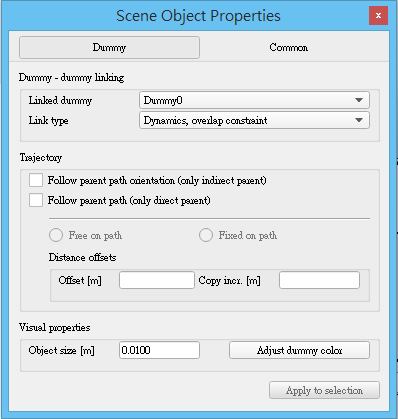 Scene Object Properties
x
Dummy Common
Dummy - dummy linking
Linked dummy Dummy0
Link type Dynamics, overlap constraint
Trajectory
Follow parent path orientation (only indirect parent)
Follow parent path (only direct parent)
Free on path Fixed on path
Distance offsets
Offset [m] Copy incr. [m]
Visual properties
Object size [m] 0.0100 Adjust dummy color
Apply to selection